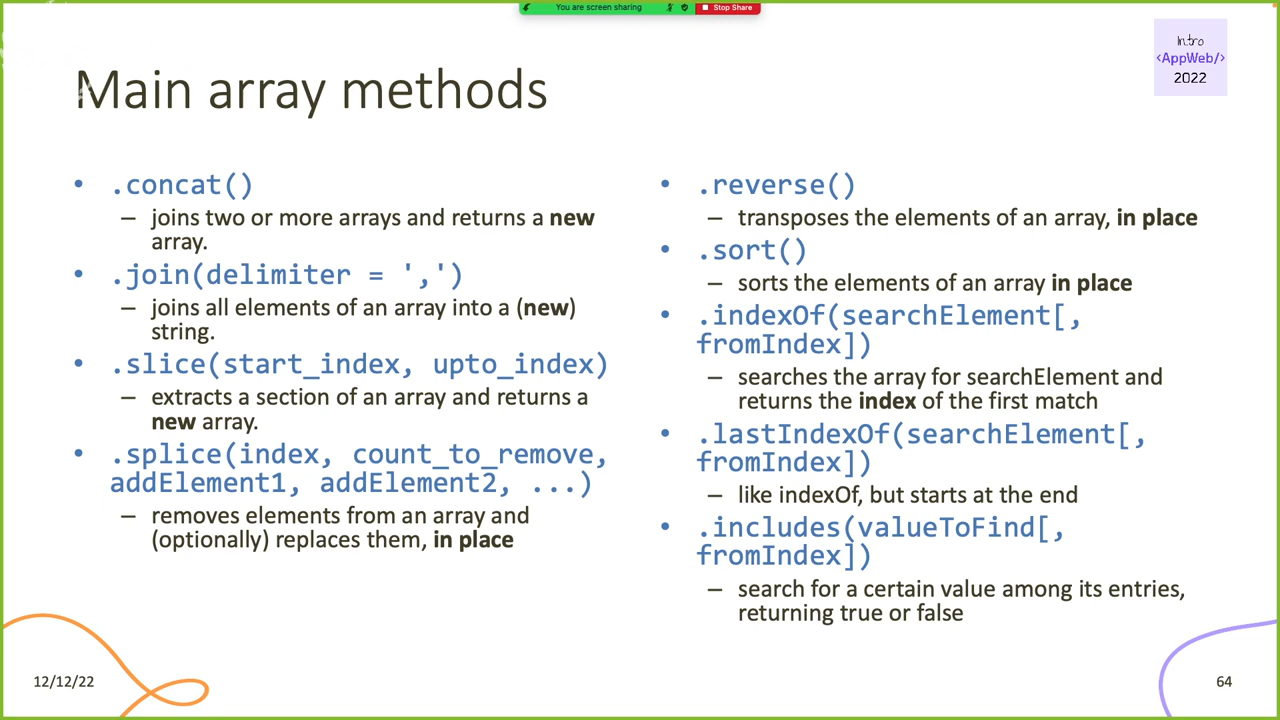 You are screen sharing
Stop Share
Intro
<AppWeb/>
2022
Main array methods
• .concat()
– joins two or more arrays and returns a new
array.
• .join(delimiter = ',')
– joins all elements of an array into a (new)
string.
• .slice(start_index, upto_index)
– extracts a section of an array and returns a
new array.
• .splice(index, count_to_remove,
addElement1, addElement2, ...)
– removes elements from an array and
(optionally) replaces them, in place
• .reverse()
– transposes the elements of an array, in place
• .sort()
– sorts the elements of an array in place
• .indexOf(searchElement[,
fromIndex])
– searches the array for searchElement and
returns the index of the first match
• .lastIndexOf(searchElement[,
fromIndex])
– like indexOf, but starts at the end
• .includes(valueToFind[,
fromIndex])
– search for a certain value among its entries,
returning true or false
12/12/22
64